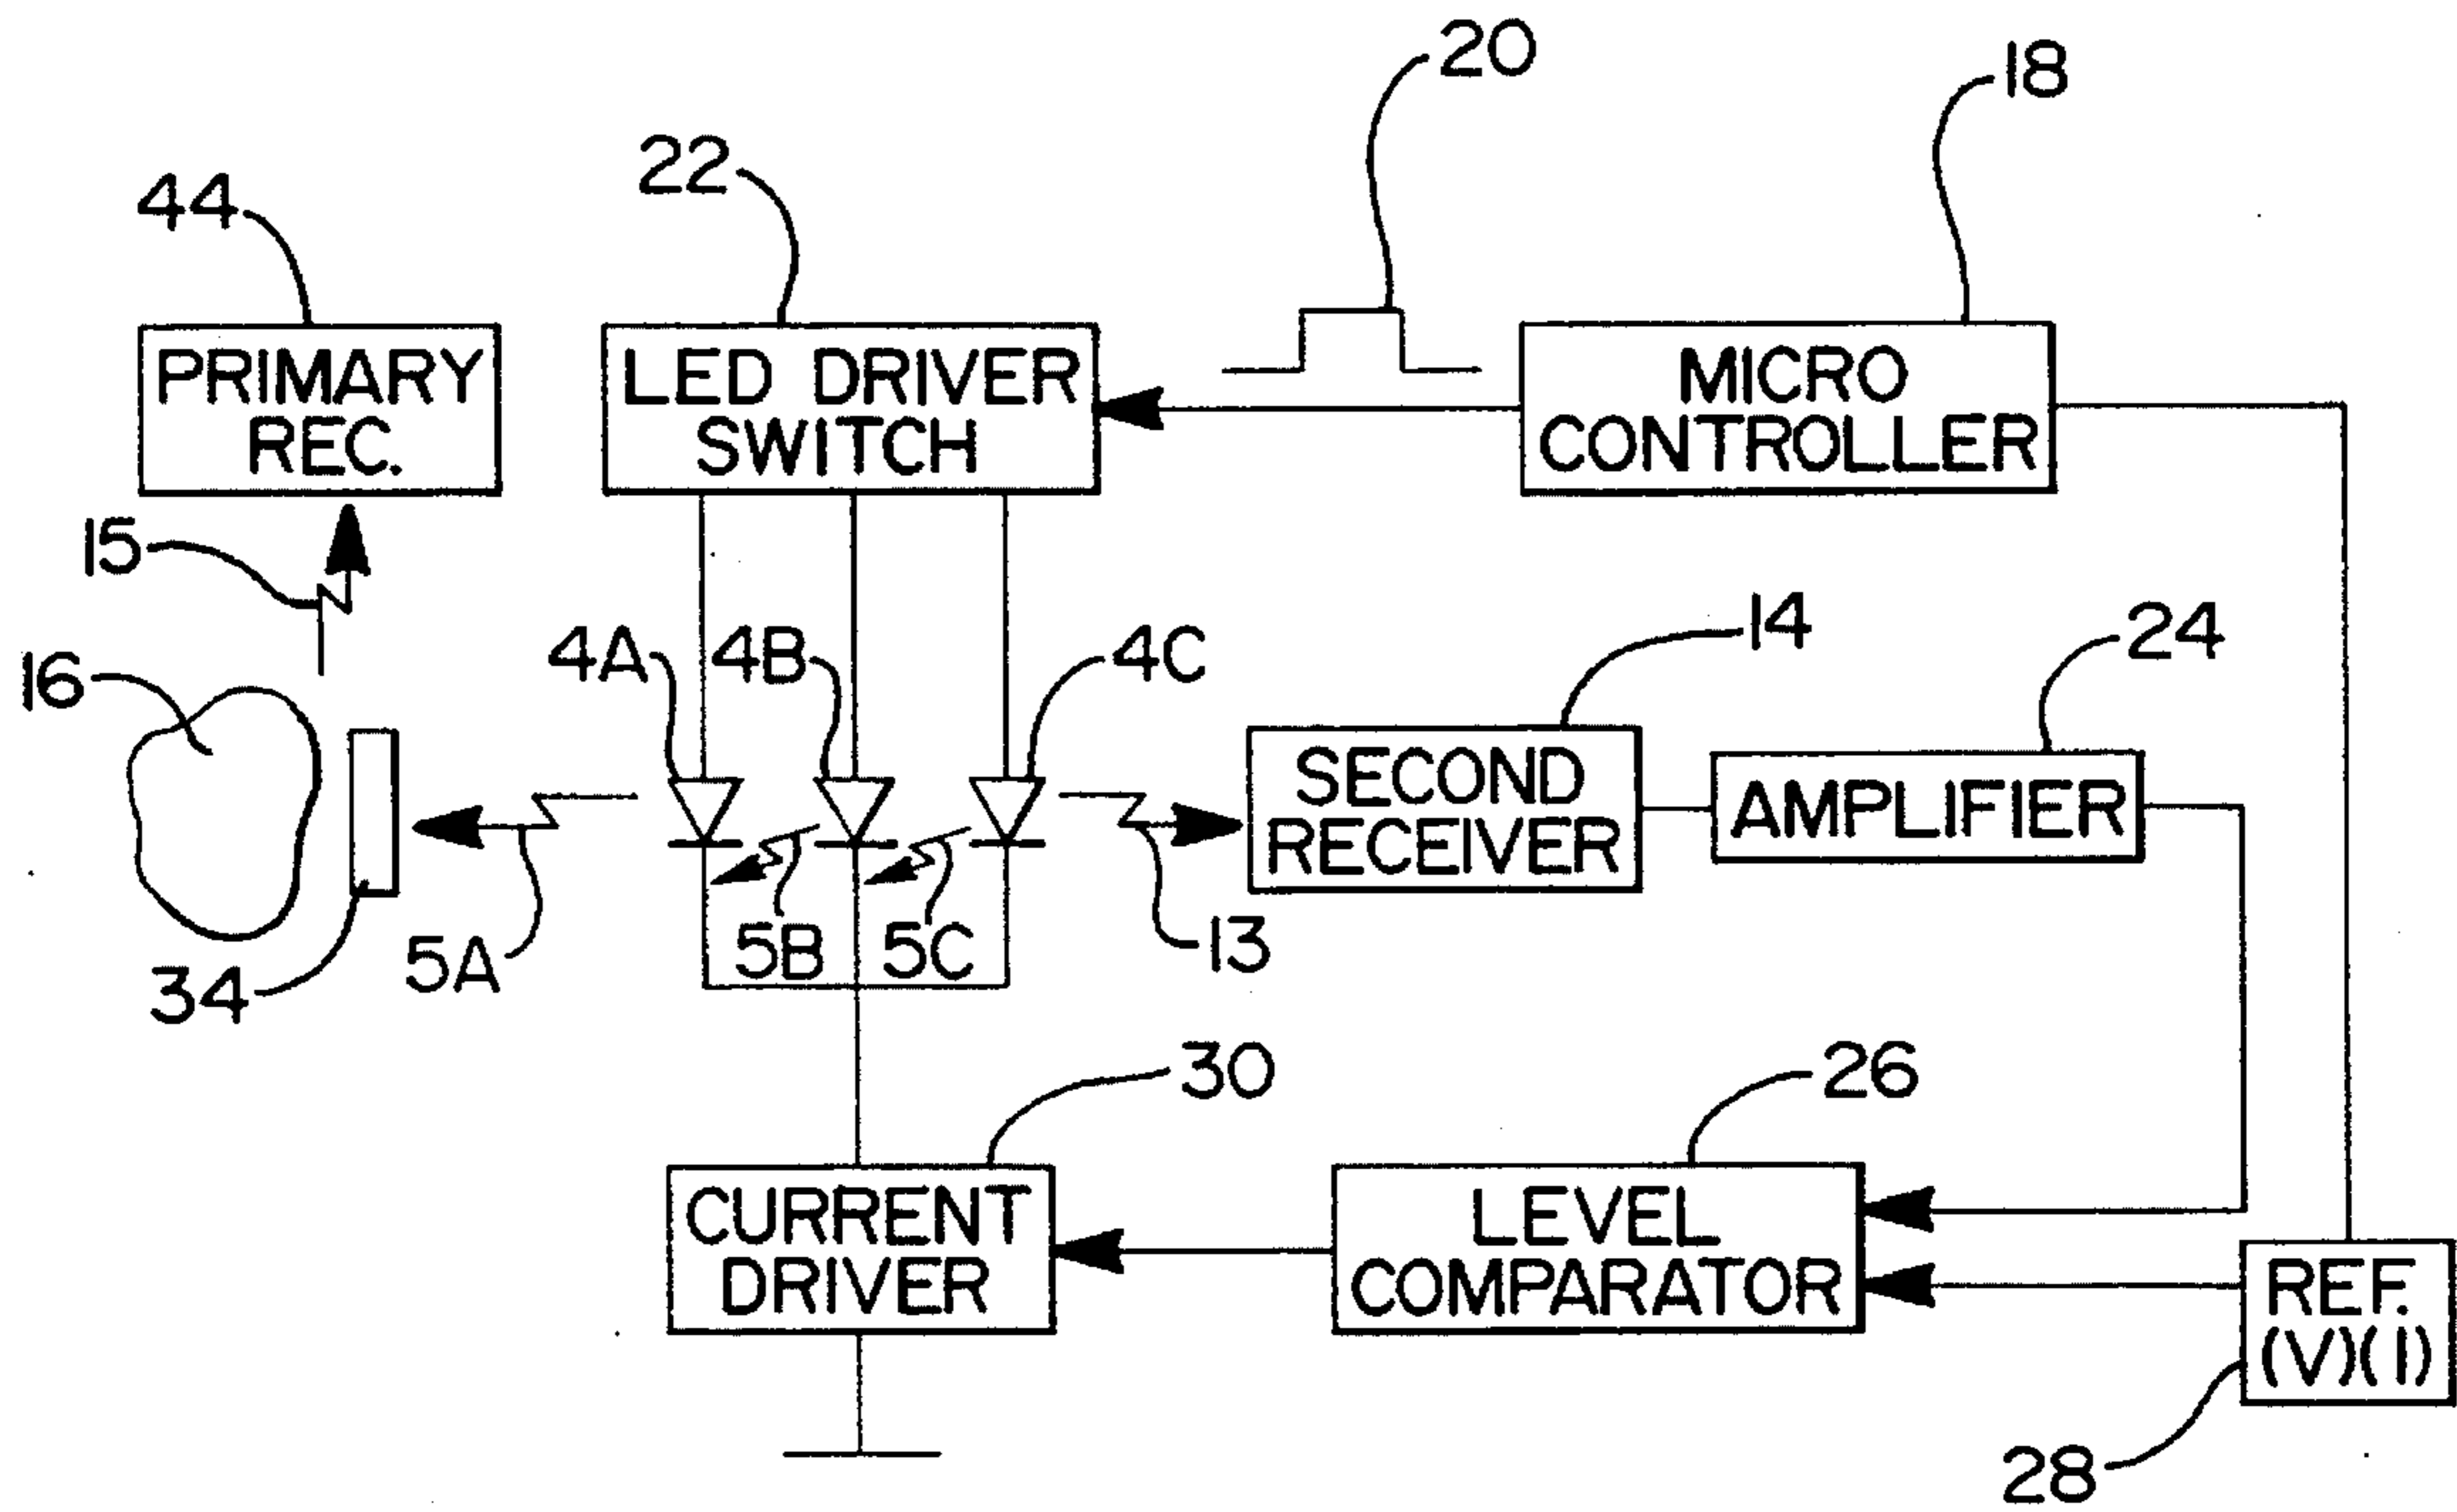 20
18
22
44
PRIMARY
REC.
LED DRIVER
SWITCH
MICRO
CONTROLLER
15
14
24
4A
4B
4C
16
SECOND
RECEIVER
AMPLIFIER
5B
5C
13
5A
34
30
26
CURRENT
DRIVER
LEVEL
COMPARATOR
REF.
(V)(I)
28